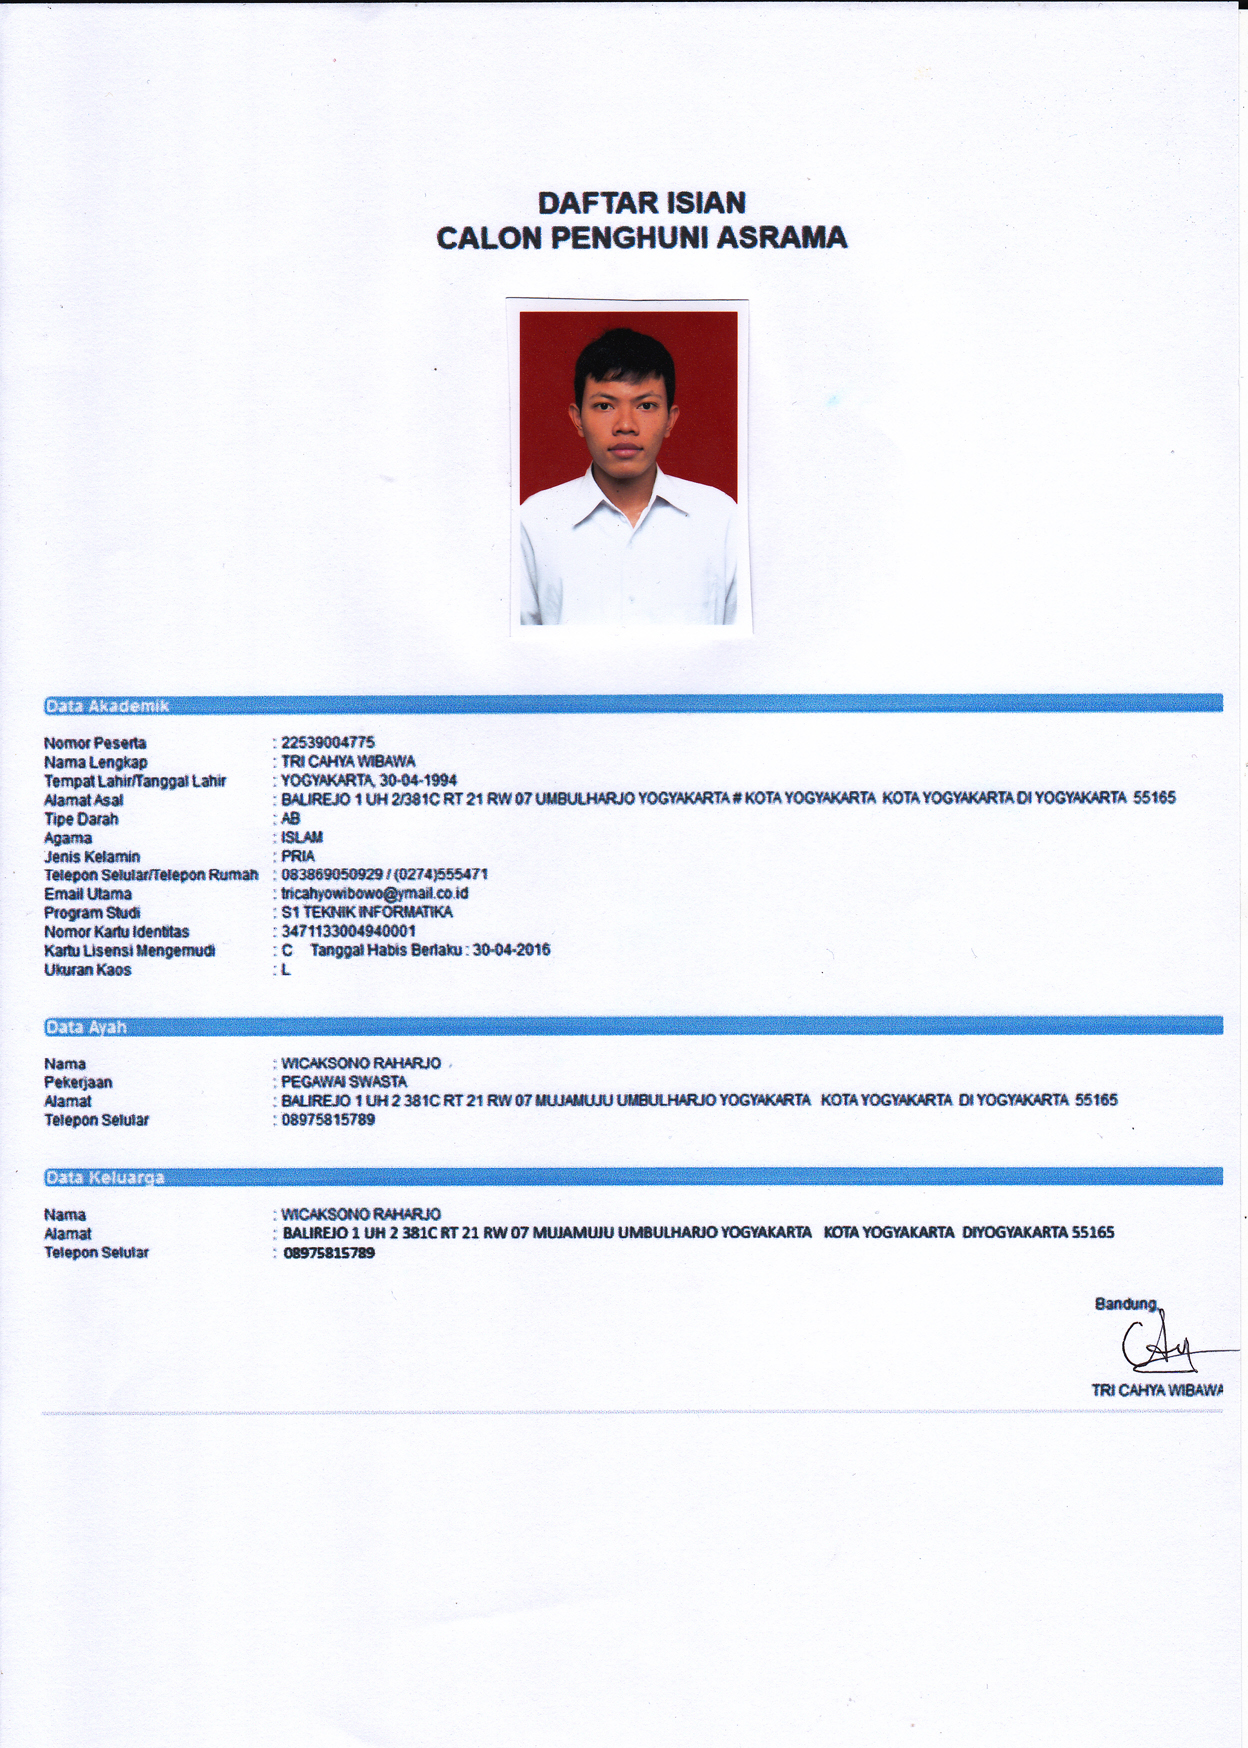 DAFTAR ISIAN
CALON PENGHUNI ASRAMA
Data Akademik
Nomor Peserta : 22539004775
Nama Lengkap : TRI CAHYA WIBAWA
Tempat Lahir/Tanggal Lahir : YOGYAKARTA, 30-04-1994
Alamat Asal : BALIREJO 1 UH 2/381C RT 21 RW 07 UMBULHARJO YOGYAKARTA # KOTA YOGYAKARTA KOTA YOGYAKARTA DI YOGYAKARTA 55165
Tipe Darah : AB
Agama : ISLAM
Jenis Kelamin : PRIA
Telepon Selular/Telepon Rumah : 083869050929 / (0274)555471
Email Utama : tricahyowibowo@ymail.co.id
Program Studi : S1 TEKNIK INFORMATIKA
Nomor Kartu Identitas : 3471133004940001
Kartu Lisensi Mengemudi : C Tanggal Habis Berlaku : 30-04-2016
Ukuran Kaos : L
Data Ayah
Nama : WICAKSONO RAHARJO
Pekerjaan : PEGAWAI SWASTA
Alamat : BALIREJO 1 UH 2 381C RT 21 RW 07 MUJAMUJU UMBULHARJO YOGYAKARTA KOTA YOGYAKARTA DI YOGYAKARTA 55165
Telepon Selular : 08975815789
Data Keluarga
Nama : WICAKSONO RAHARJO
Alamat : BALIREJO 1 UH 2 381C RT 21 RW 07 MUJAMUJU UMBULHARJO YOGYAKARTA KOTA YOGYAKARTA DIYOGYAKARTA 55165
Telepon Selular : 08975815789
Bandung,
TRI CAHYA WIBAWA